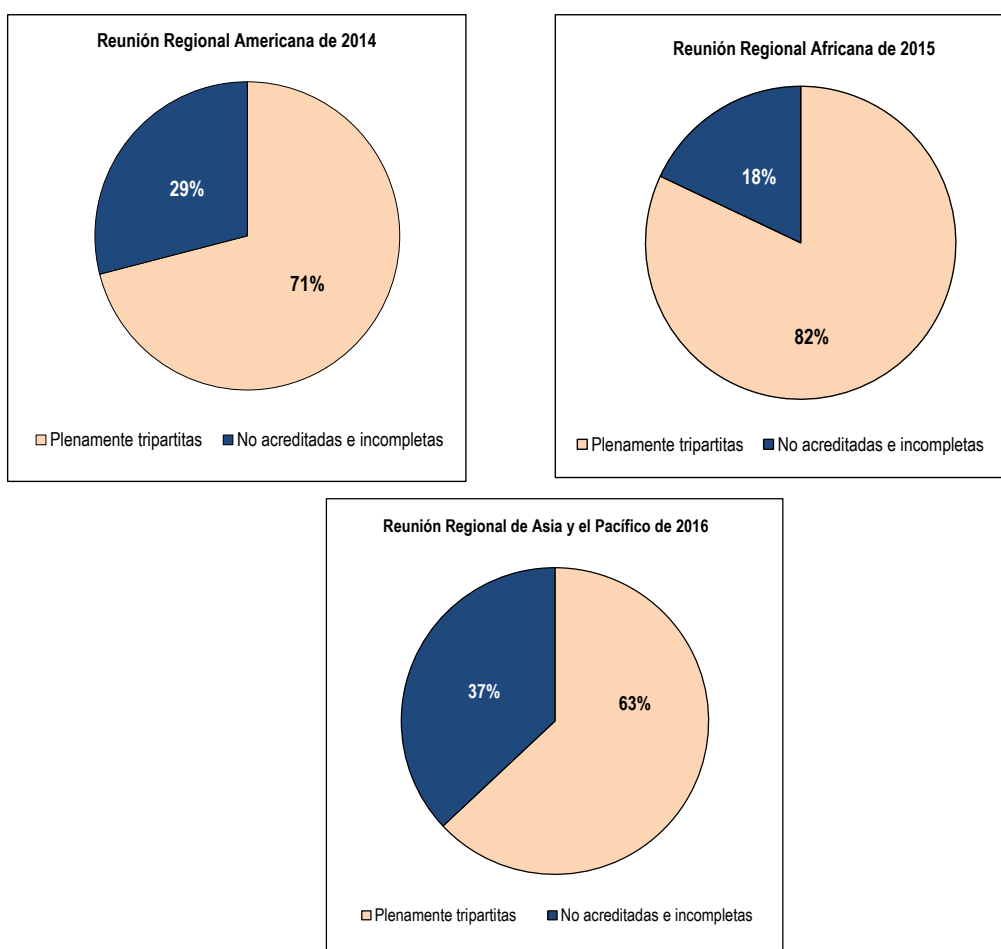 Reunión Regional Americana de 2014
29%
71%
Plenamente tripartitas No acreditadas e incompletas
Reunión Regional Africana de 2015
18%
82%
Plenamente tripartitas No acreditadas e incompletas
Reunión Regional de Asia y el Pacífico de 2016
37%
63%
Plenamente tripartitas No acreditadas e incompletas